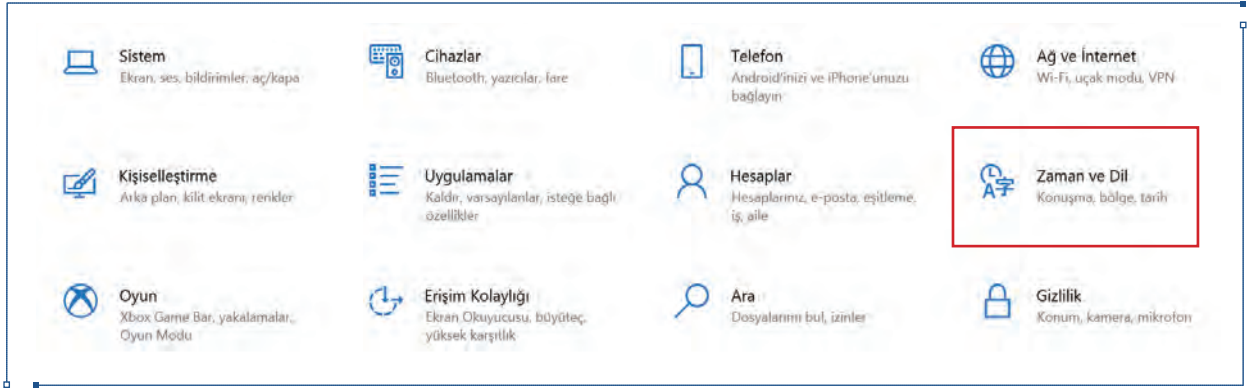 Sistem
Ekran, ses, bildirimler, aç/kapa
Cihazlar
Bluetooth, yazıcılar, fare
Telefon
Android'inizi ve iPhone'unuzu
bağlayın
Ağ ve İnternet
Wi-Fi, uçak modu, VPN
Kişiselleştirme
Arka plan, kilit ekranı, renkler
Uygulamalar
Kaldır, varsayılanlar, isteğe bağlı
özellikler
Hesaplar
Hesaplarınız, e-posta, eşitleme,
iş, aile
Zaman ve Dil
Konuşma, bölge, tarih
Oyun
Xbox Game Bar, yakalamalar,
Oyun Modu
Erişim Kolaylığı
Ekran Okuyucusu, büyüteç,
yüksek karşıtlık
Ara
Dosyalarımı bul, izinler
Gizlilik
Konum, kamera, mikrofon